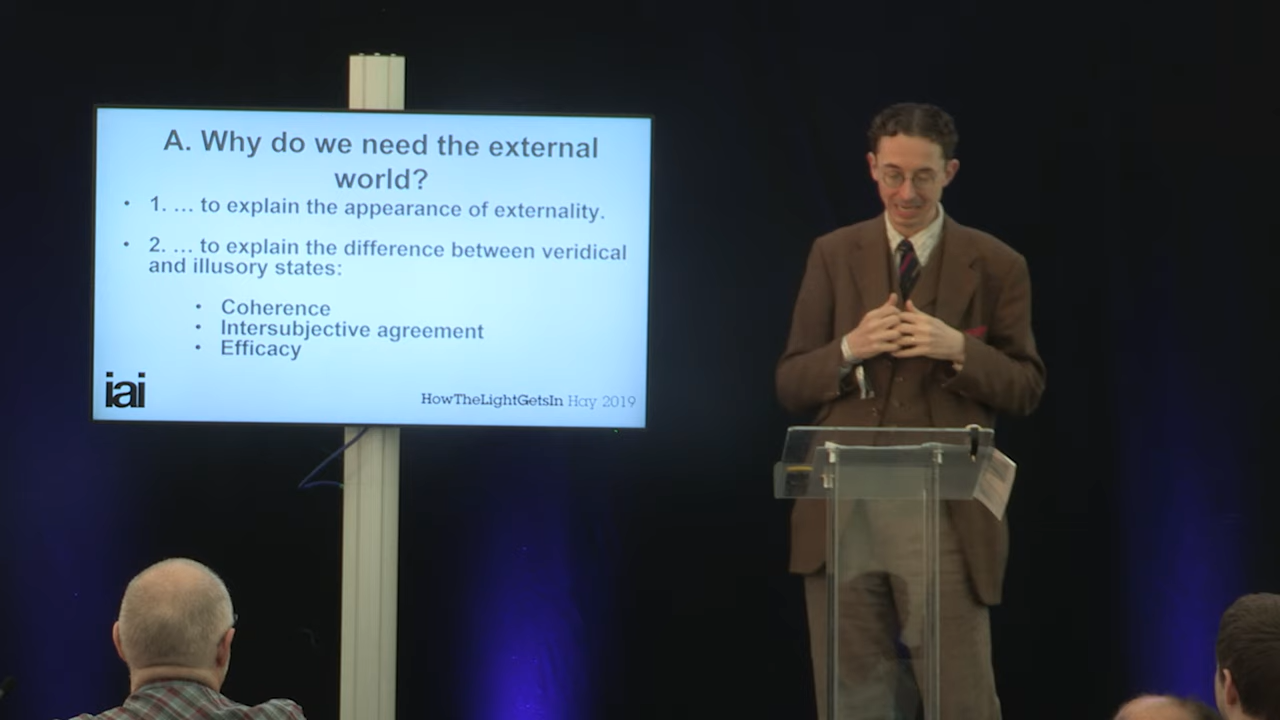 A. Why do we need the external
world?
• 1. … to explain the appearance of externality.
• 2. … to explain the difference between veridical
and illusory states:
• Coherence
• Intersubjective agreement
• Efficacy
iai
HowTheLightGetsIn Hay 2019